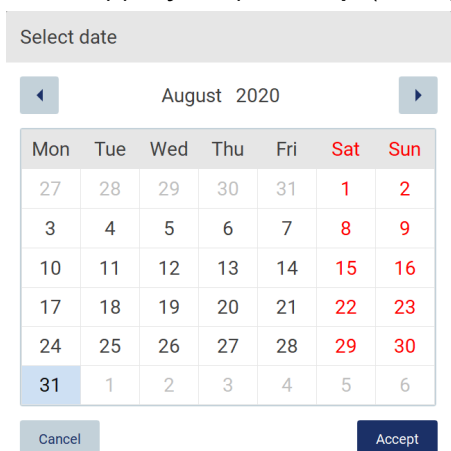 Select date
August 2020
Mon Tue Wed Thu Fri Sat Sun
27 28 29 30 31 1 2
3 4 5 6 7 8 9
10 11 12 13 14 15 16
17 18 19 20 21 22 23
24 25 26 27 28 29 30
31 1 2 3 4 5 6
Cancel Accept